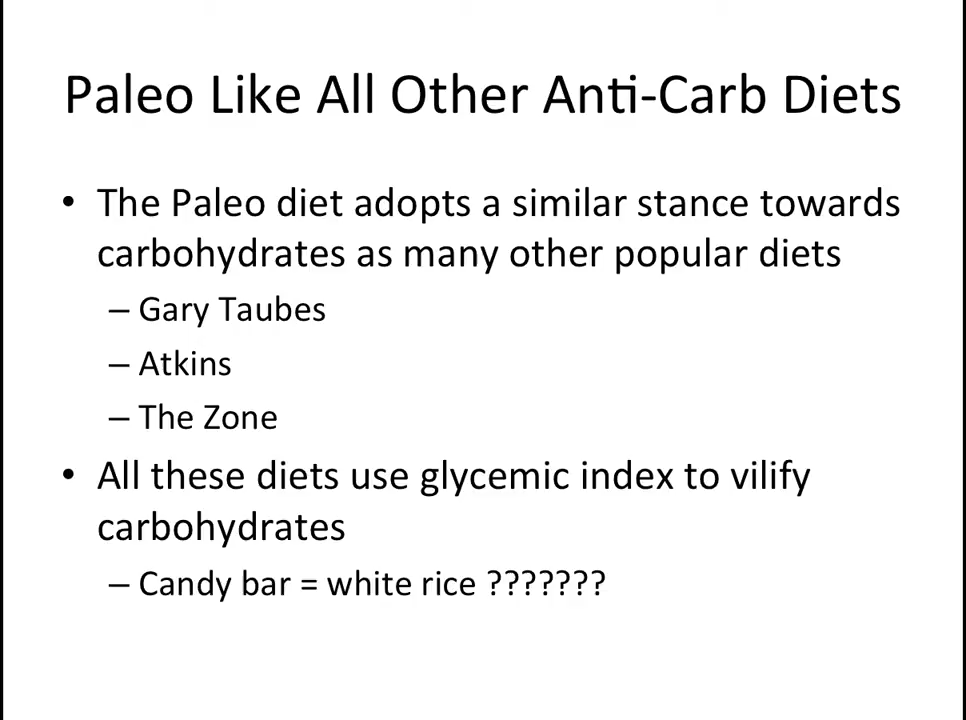 Paleo Like All Other Anti-Carb Diets
• The Paleo diet adopts a similar stance towards
carbohydrates as many other popular diets
– Gary Taubes
– Atkins
– The Zone
• All these diets use glycemic index to vilify
carbohydrates
– Candy bar = white rice ???????